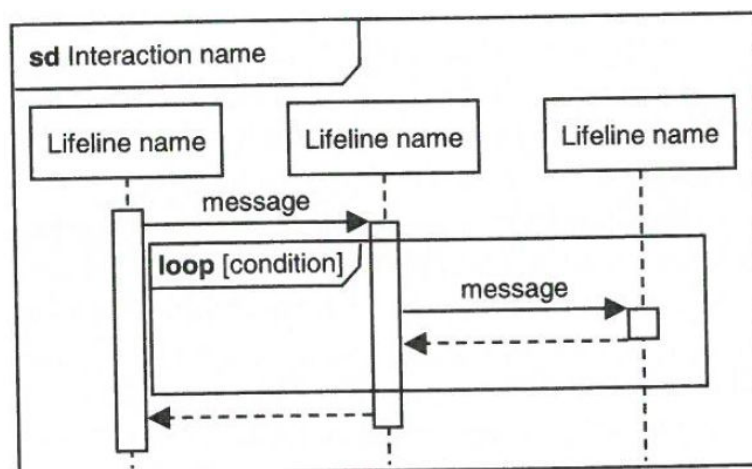 sd Interaction name
Lifeline name
Lifeline name
Lifeline name
message
loop [condition]
message